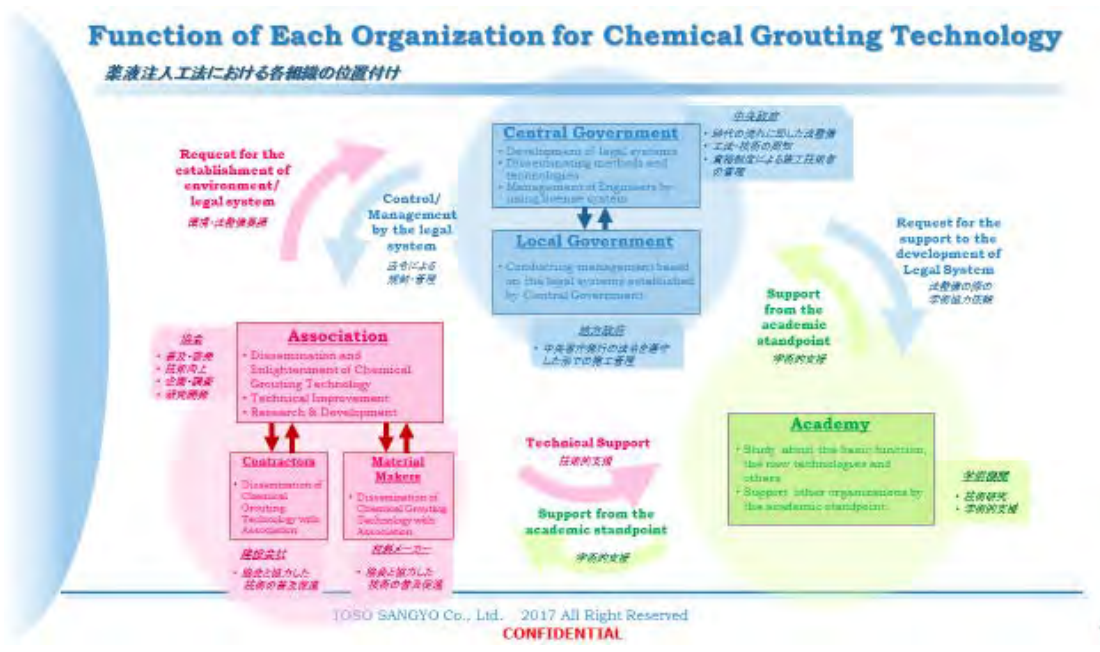 Function of Each Organization for Chemical Grouting Technology
薬液注入工法における各組織の位置付け
Request for the
establishment of
environment/
legal system
環境・法整備要請
Control/
Management
by the legal
system
法令による
規制・管理
Central Government
• Development of legal systems
• Disseminating methods and
technologies
• Management of Engineers by
using license system
中央政府
• 時代の流れに即した法整備
• 工法・技術の周知
• 資格制度による施工技術者
の管理
Local Government
• Conducting management based
on the legal systems established
by Central Government
地方政府
• 中央省庁発行の法令を遵守
した形での施工管理
Request for the
support to the
development of
Legal System
法整備の際の
学術協力依頼
Support
from the
academic
standpoint
学術的支援
Association
• Dissemination and
Enlightenment of Chemical
Grouting Technology
• Technical Improvement
• Research & Development
協会
• 普及・啓発
• 技術向上
• 企画・調査
• 研究開発
Contractors
• Dissemination of
Chemical
Grouting
Technology with
Association
建設会社
• 協会と協力した
技術の普及促進
Material
Makers
• Dissemination of
Chemical Grouting
Technology with
Association
材料メーカー
• 協会と協力した
技術の普及促進
Technical Support
技術的支援
Support from the
academic standpoint
学術的支援
Academy
• Study about the basic function,
the new technologies and
others
• Support other organizations by
the academic standpoint.
学術機関
• 技術研究
• 学術的支援
TOSO SANGYO Co., Ltd. 2017 All Right Reserved
CONFIDENTIAL